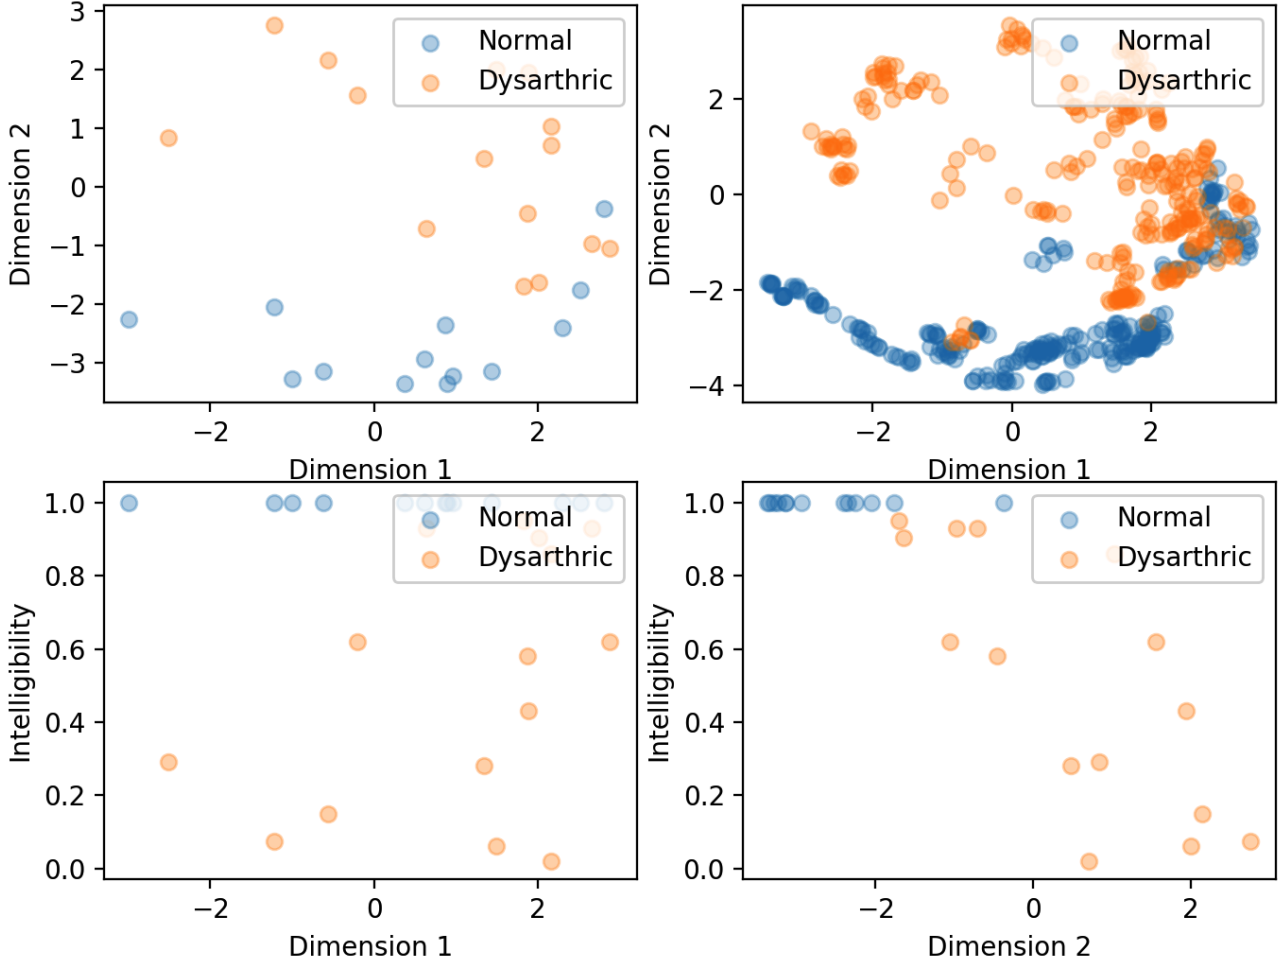 3
2
1
0
−1
−2
−3
Dimension 2
Normal
Dysarthric
−2
0
2
Dimension 1
2
0
−2
−4
Dimension 2
Normal
Dysarthric
−2
0
2
Dimension 1
1.0
0.8
0.6
0.4
0.2
0.0
Intelligibility
Normal
Dysarthric
−2
0
2
Dimension 1
1.0
0.8
0.6
0.4
0.2
0.0
Intelligibility
Normal
Dysarthric
−2
0
2
Dimension 2